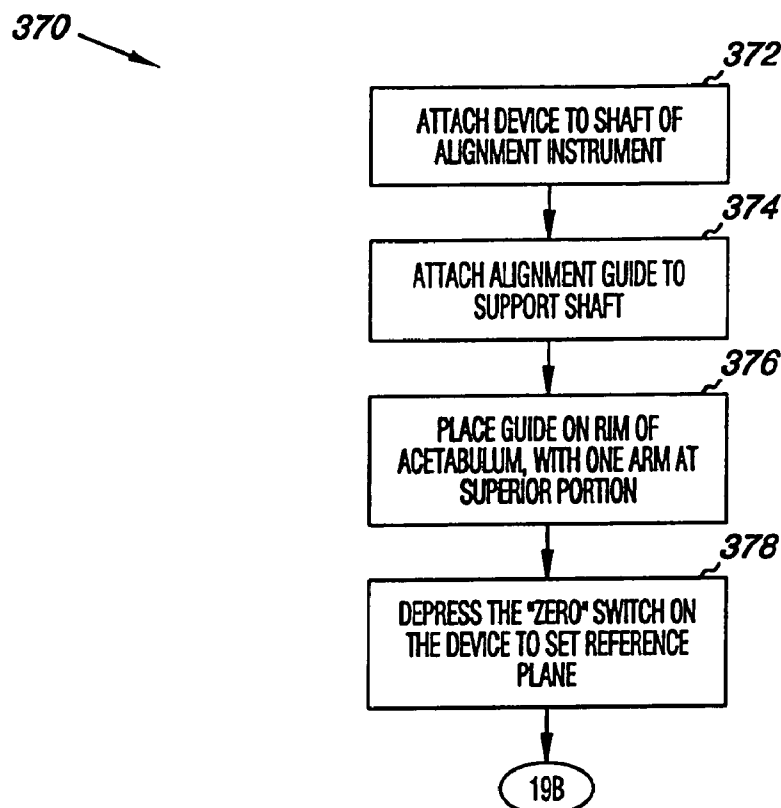 370
372
ATTACH DEVICE TO SHAFT OF
ALIGNMENT INSTRUMENT
374
ATTACH ALIGNMENT GUIDE TO
SUPPORT SHAFT
376
PLACE GUIDE ON RIM OF
ACETABULUM, WITH ONE ARM AT
SUPERIOR PORTION
378
DEPRESS THE "ZERO" SWITCH ON
THE DEVICE TO SET REFERENCE
PLANE
19B